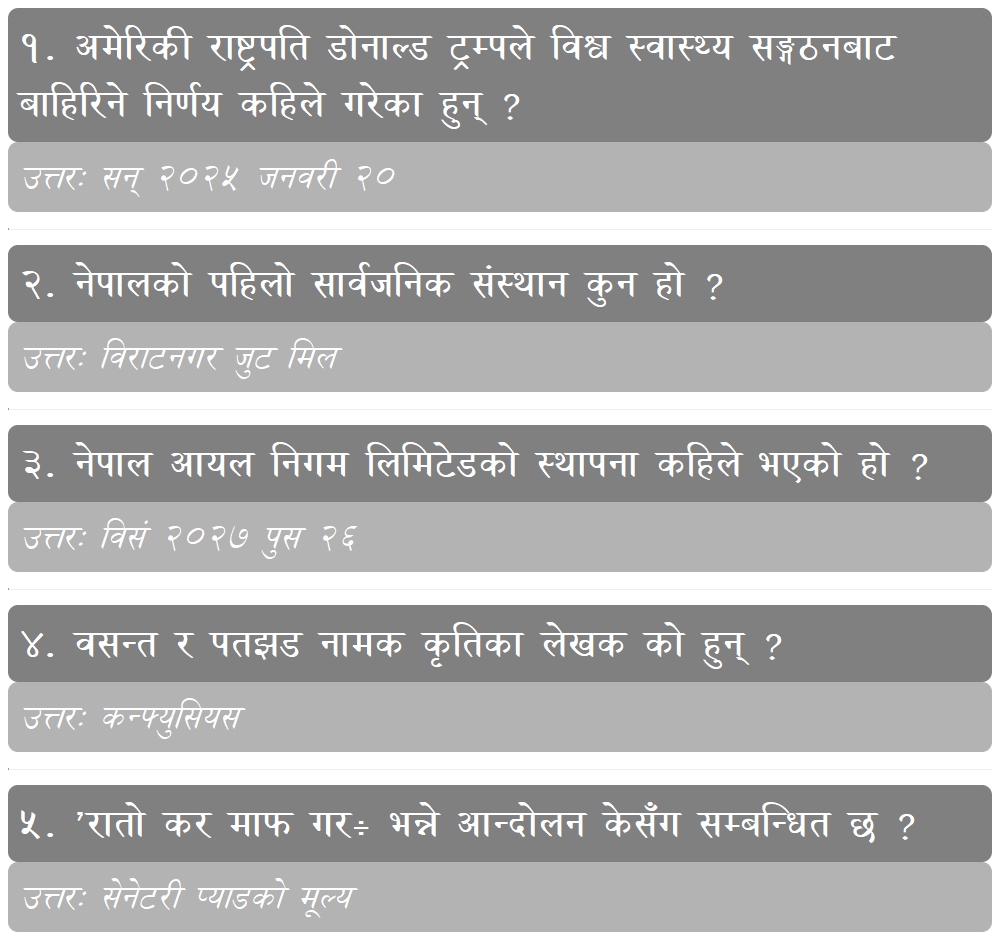 १. अमेरिकी राष्ट्रपति डोनाल्ड ट्रम्पले विश्व स्वास्थ्य सङ्गठनबाट
बाहिरिने निर्णय कहिले गरेका हुन् ?
उत्तरः सन् २०२५ जनवरी २०
२. नेपालको पहिलो सार्वजनिक संस्थान कुन हो ?
उत्तरः विराटनगर जुट मिल
३. नेपाल आयल निगम लिमिटेडको स्थापना कहिले भएको हो ?
उत्तरः विसं २०२७ पुस २६
४. वसन्त र पतझड नामक कृतिका लेखक को हुन् ?
उत्तरः कन्फ्युसियस
५. ’रातो कर माफ गर÷ भन्ने आन्दोलन केसँग सम्बन्धित छ ?
उत्तरः सेनेटरी प्याडको मूल्य